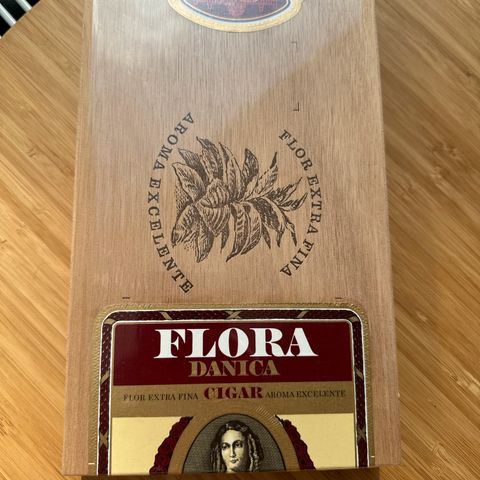 AROMA EXCELENTE
FLOR EXTRA FINA
FLORA
DANICA
FLOR EXTRA FINA CIGAR AROMA EXCELENTE